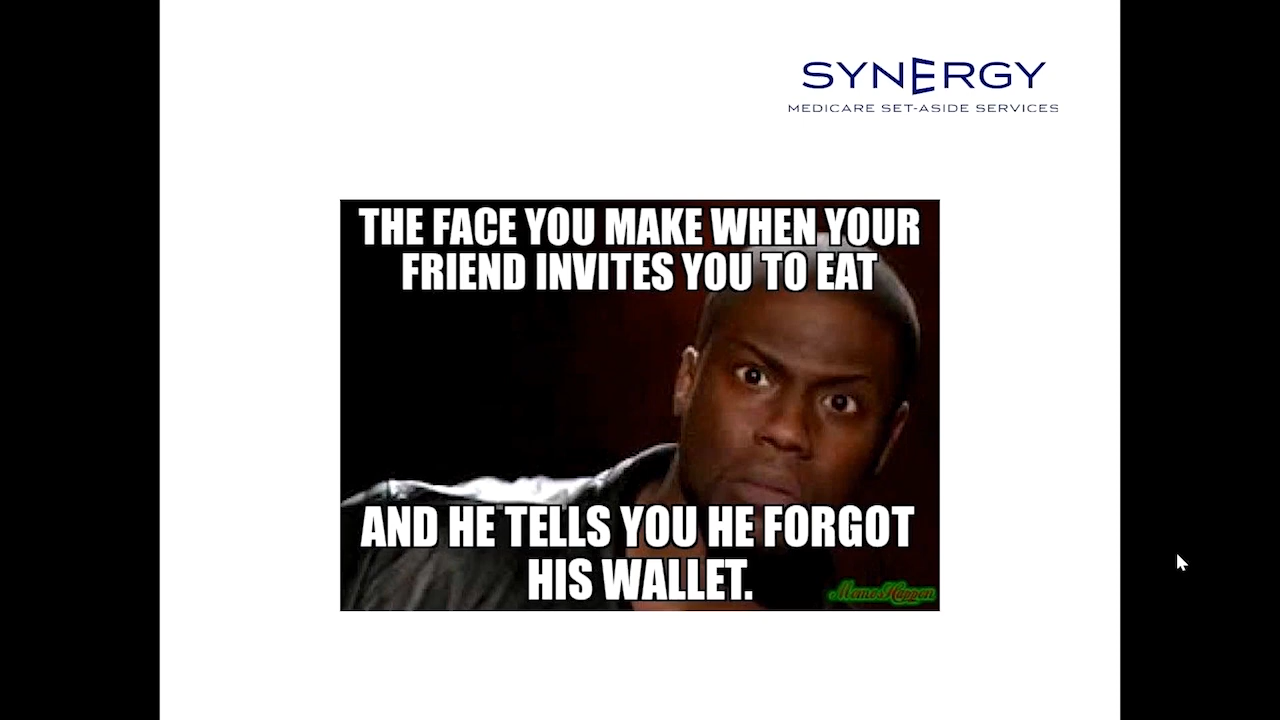 SYNERGY
MEDICARE SET-ASIDE SERVICES
THE FACE YOU MAKE WHEN YOUR
FRIEND INVITES YOU TO EAT
AND HE TELLS YOU HE FORGOT
HIS WALLET.
MemesHappen